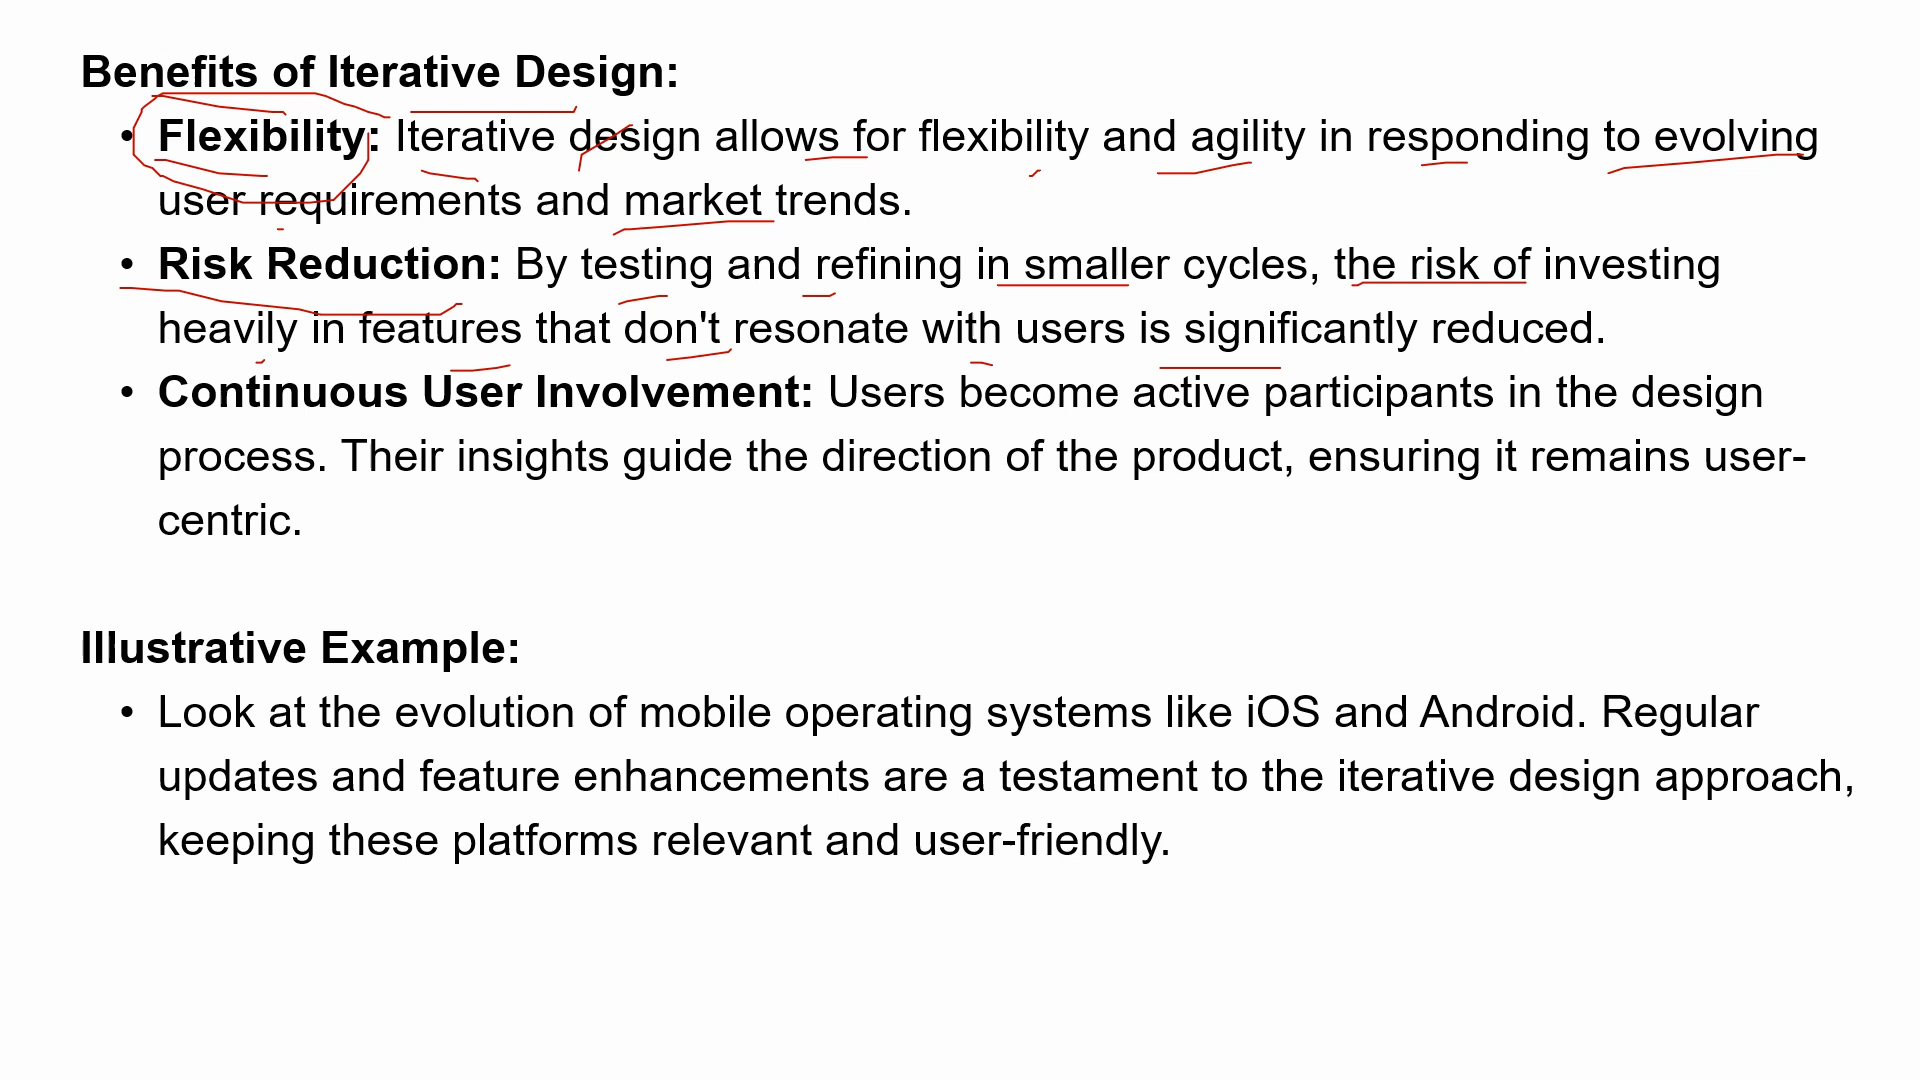 Benefits of Iterative Design:
• Flexibility: Iterative design allows for flexibility and agility in responding to evolving
user requirements and market trends.
• Risk Reduction: By testing and refining in smaller cycles, the risk of investing
heavily in features that don't resonate with users is significantly reduced.
• Continuous User Involvement: Users become active participants in the design
process. Their insights guide the direction of the product, ensuring it remains user-
centric.
Illustrative Example:
• Look at the evolution of mobile operating systems like iOS and Android. Regular
updates and feature enhancements are a testament to the iterative design approach,
keeping these platforms relevant and user-friendly.